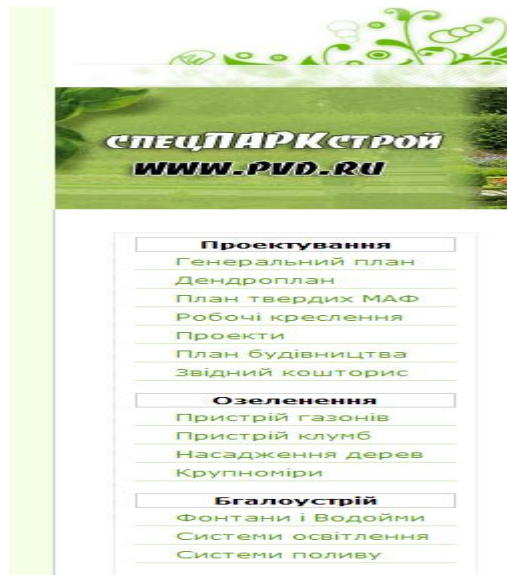 спецПАРКстрой
www.pvd.ru
Проектування
Генеральний план
Дендроплан
План твердих МАФ
Робочі креслення
Проекти
План будівництва
Звідний кошторис
Озеленення
Пристрій газонів
Пристрій клумб
Насадження дерев
Крупноміри
Бгалоустрій
Фонтани і Водойми
Системи освітлення
Системи поливу